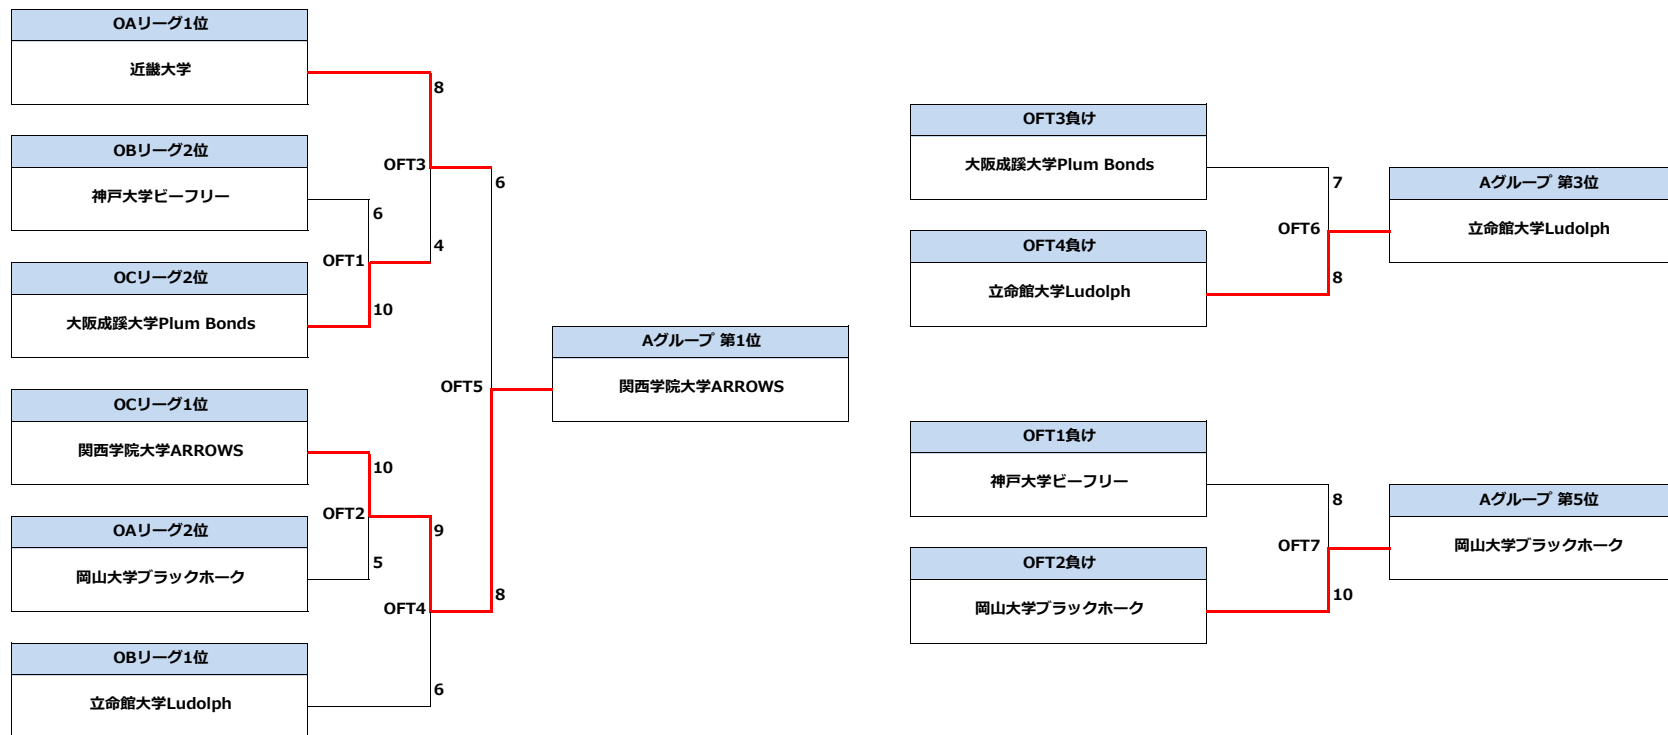 OAリーグ1位
近畿大学
8
OBリーグ2位
神戸大学ビーフリー
OFT3
6
6
4
OFT1
OCリーグ2位
大阪成蹊大学Plum Bonds
10
OCリーグ1位
関西学院大学ARROWS
10
OFT2
OAリーグ2位
岡山大学ブラックホーク
5
9
OFT4
8
OBリーグ1位
立命館大学Ludolph
6
OFT5
Aグループ 第1位
関西学院大学ARROWS
OFT3負け
大阪成蹊大学Plum Bonds
7
OFT6
OFT4負け
立命館大学Ludolph
8
Aグループ 第3位
立命館大学Ludolph
OFT1負け
神戸大学ビーフリー
8
OFT7
OFT2負け
岡山大学ブラックホーク
10
Aグループ 第5位
岡山大学ブラックホーク